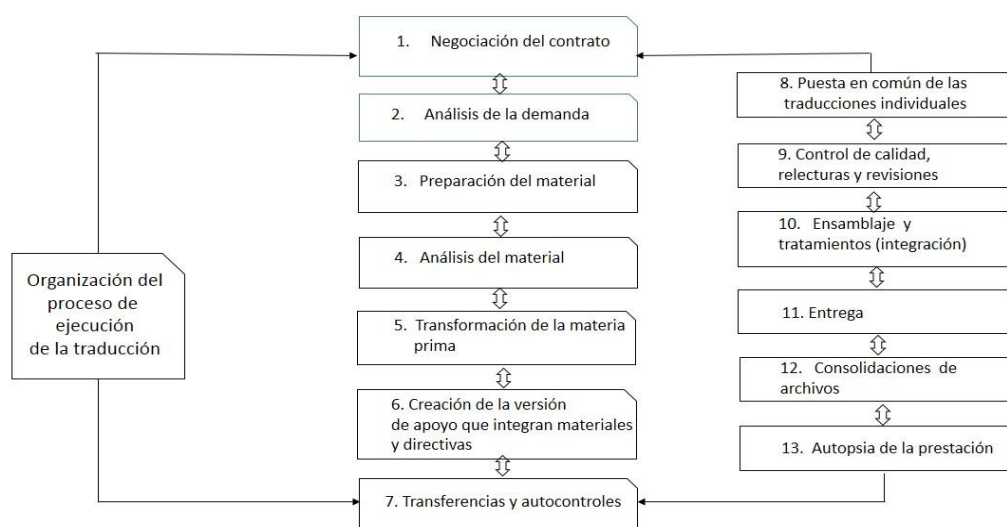 1. Negociación del contrato
2. Análisis de la demanda
3. Preparación del material
4. Análisis del material
5. Transformación de la materia
prima
6. Creación de la versión
de apoyo que integran materiales
y directivas
7. Transferencias y autocontroles
Organización del
proceso de
ejecución
de la traducción
8. Puesta en común de las
traducciones individuales
9. Control de calidad,
relecturas y revisiones
10. Ensamblaje y
tratamientos (integración)
11. Entrega
12. Consolidaciones de
archivos
13. Autopsia de la prestación